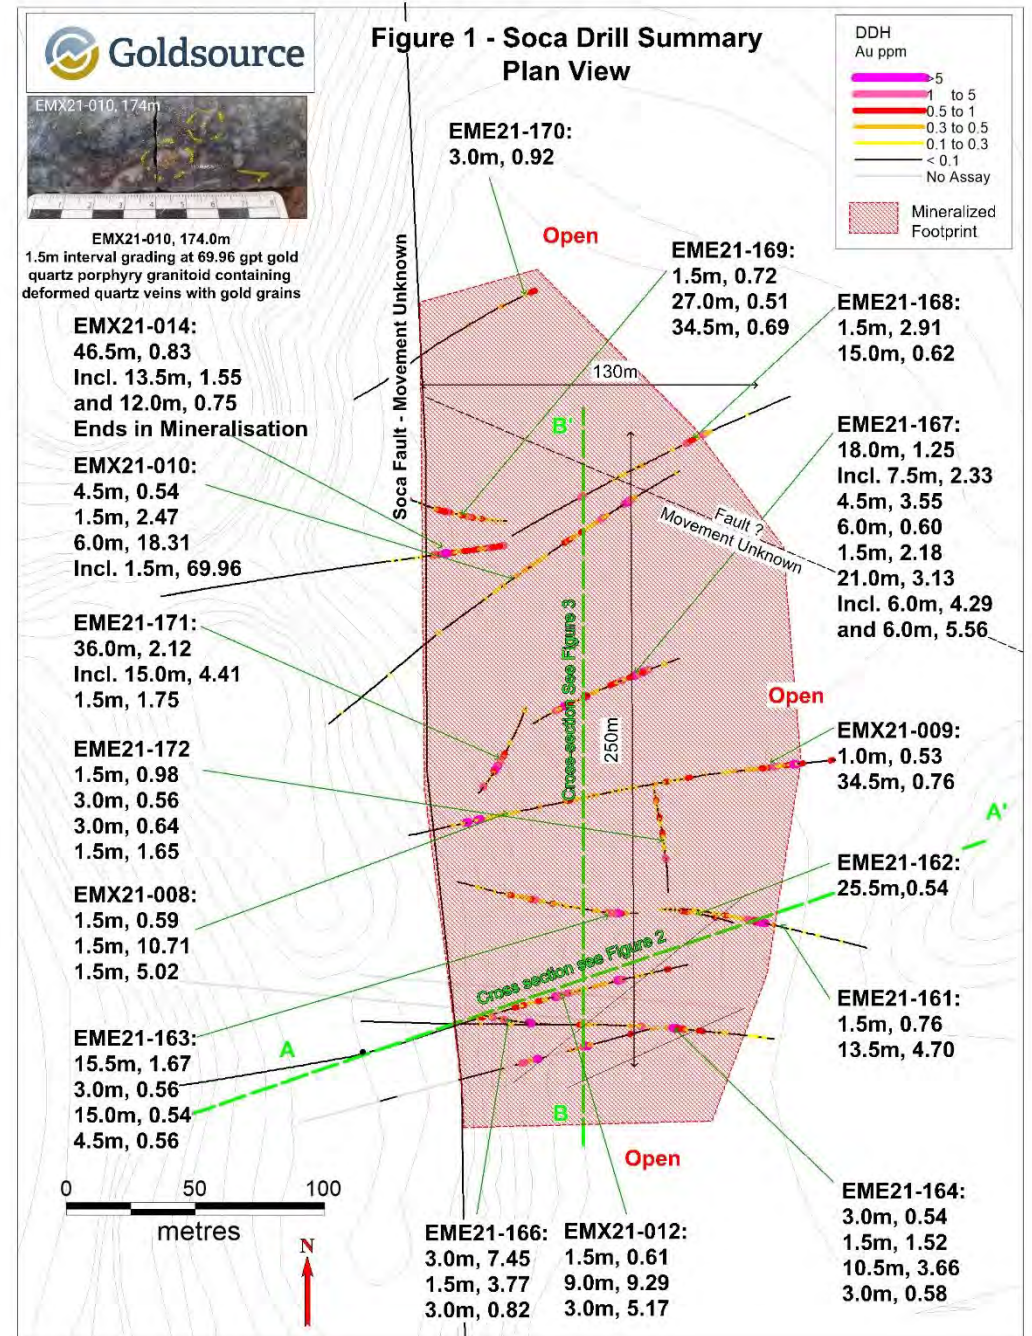 Goldsource
Figure 1 - Soca Drill Summary
Plan View
DDH
Au ppm
>5
1 to 5
0.5 to 1
0.3 to 0.5
0.1 to 0.3
< 0.1
No Assay
Mineralized
Footprint
EMX21-010, 174m
1 2 3 4 5 6 7 8
EMX21-010, 174.0m
1.5m interval grading at 69.96 gpt gold
quartz porphyry granitoid containing
deformed quartz veins with gold grains
EME21-170:
3.0m, 0.92
Open
EME21-169:
1.5m, 0.72
27.0m, 0.51
34.5m, 0.69
EME21-168:
1.5m, 2.91
15.0m, 0.62
EMX21-014:
46.5m, 0.83
Incl. 13.5m, 1.55
and 12.0m, 0.75
Ends in Mineralisation
Soca Fault - Movement Unknown
130m
B'
EME21-167:
18.0m, 1.25
Incl. 7.5m, 2.33
4.5m, 3.55
6.0m, 0.60
1.5m, 2.18
21.0m, 3.13
Incl. 6.0m, 4.29
and 6.0m, 5.56
EMX21-010:
4.5m, 0.54
1.5m, 2.47
6.0m, 18.31
Incl. 1.5m, 69.96
Fault ?
Movement Unknown
EME21-171:
36.0m, 2.12
Incl. 15.0m, 4.41
1.5m, 1.75
Cross-section See Figure 3
250m
Open
EMX21-009:
1.0m, 0.53
34.5m, 0.76
EME21-172
1.5m, 0.98
3.0m, 0.56
3.0m, 0.64
1.5m, 1.65
A'
EME21-162:
25.5m,0.54
EMX21-008:
1.5m, 0.59
1.5m, 10.71
1.5m, 5.02
Cross section see Figure 2
EME21-161:
1.5m, 0.76
13.5m, 4.70
EME21-163:
15.5m, 1.67
3.0m, 0.56
15.0m, 0.54
4.5m, 0.56
A
B
Open
0 50 100
metres
N
EME21-166:
3.0m, 7.45
1.5m, 3.77
3.0m, 0.82
EMX21-012:
1.5m, 0.61
9.0m, 9.29
3.0m, 5.17
EME21-164:
3.0m, 0.54
1.5m, 1.52
10.5m, 3.66
3.0m, 0.58